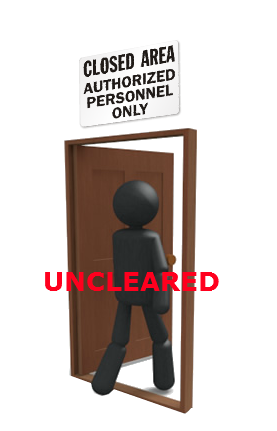 CLOSED AREA
AUTHORIZED
PERSONNEL
ONLY
UNCLEARED